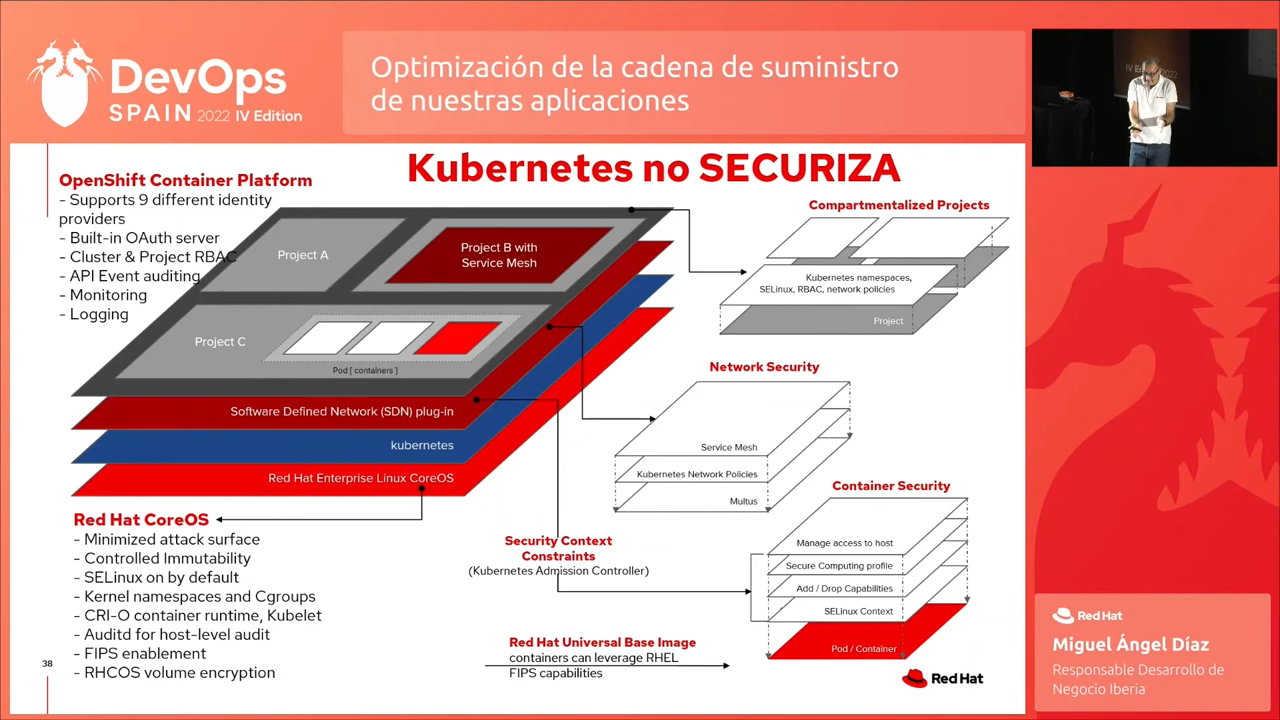 DevOps
SPAIN 2022 IV Edition
Optimización de la cadena de suministro
de nuestras aplicaciones
IV Edi
2022
Kubernetes no SECURIZA
OpenShift Container Platform
- Supports 9 different identity
providers
- Built-in OAuth server
- Cluster & Project RBAC
- API Event auditing
- Monitoring
- Logging
Project A
Project B with
Service Mesh
Project C
Pod [ containers ]
Software Defined Network (SDN) plug-in
kubernetes
Red Hat Enterprise Linux CoreOS
Compartmentalized Projects
Kubernetes namespaces,
SELinux, RBAC, network policies
Project
Network Security
Service Mesh
Kubernetes Network Policies
Multus
Container Security
Manage access to host
Secure Computing profile
Add / Drop Capabilities
SELinux Context
Pod / Container
Red Hat CoreOS
- Minimized attack surface
- Controlled Immutability
- SELinux on by default
- Kernel namespaces and Cgroups
- CRI-O container runtime, Kubelet
- Auditd for host-level audit
- FIPS enablement
- RHCOS volume encryption
Security Context
Constraints
(Kubernetes Admission Controller)
Red Hat Universal Base Image
containers can leverage RHEL
FIPS capabilities
38
Red Hat
Red Hat
Miguel Ángel Díaz
Responsable Desarrollo de
Negocio Iberia